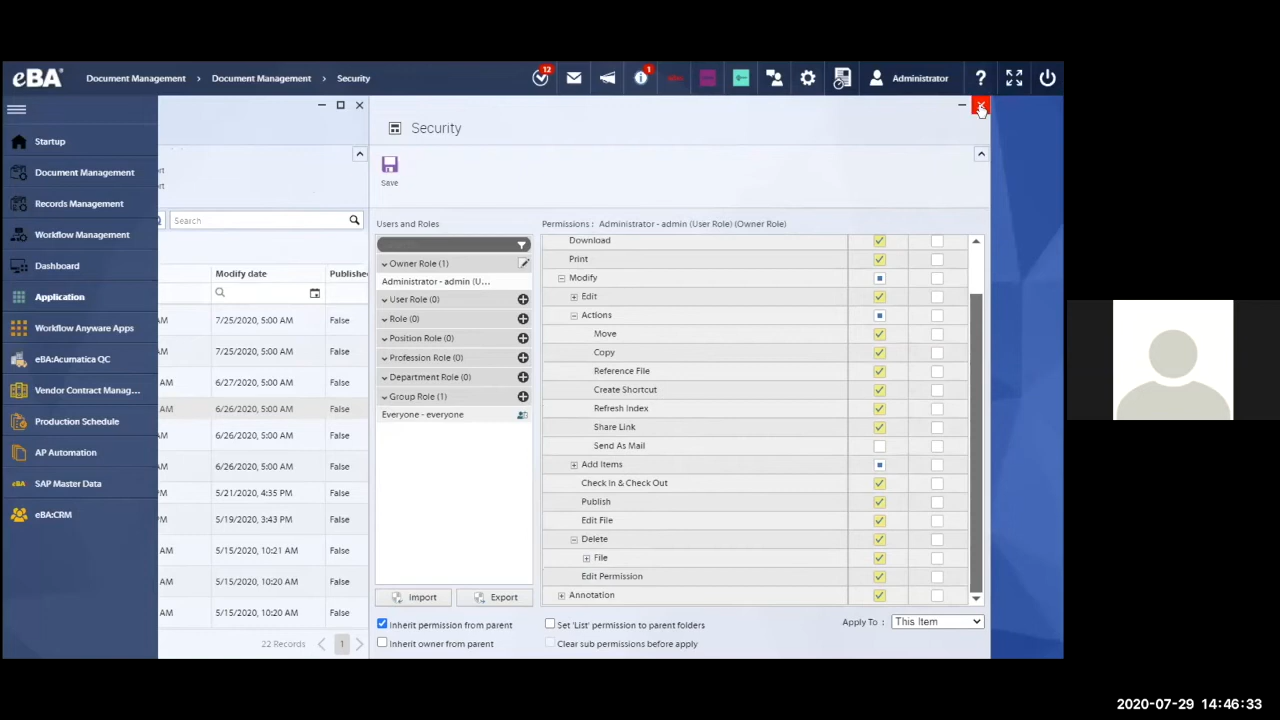 eBA Document Management > Document Management > Security 12 1 Administrator ?
Startup
Document Management
Records Management
Workflow Management
Dashboard
Application
Workflow Anyware Apps
eBA:Acumatica QC
Vendor Contract Manag...
Production Schedule
AP Automation
SAP Master Data
eBA:CRM
Search
Modify date Published
7/25/2020, 5:00 AM False
AM 7/25/2020, 5:00 AM False
AM 6/27/2020, 5:00 AM False
AM 6/26/2020, 5:00 AM False
AM 6/26/2020, 5:00 AM False
AM 6/26/2020, 5:00 AM False
PM 5/21/2020, 4:35 PM False
PM 5/19/2020, 3:43 PM False
AM 5/15/2020, 10:21 AM False
AM 5/15/2020, 10:20 AM False
AM 5/15/2020, 10:20 AM False
22 Records 1
Security
Save
Users and Roles
Owner Role (1)
Administrator - admin (U...
User Role (0)
Role (0)
Position Role (0)
Profession Role (0)
Department Role (0)
Group Role (1)
Everyone - everyone
Import Export
Permissions : Administrator - admin (User Role) (Owner Role)
Download
Print
Modify
Edit
Actions
Move
Copy
Reference File
Create Shortcut
Refresh Index
Share Link
Send As Mail
Add Items
Check In & Check Out
Publish
Edit File
Delete
File
Edit Permission
Annotation
Inherit permission from parent Set 'List' permission to parent folders Apply To : This Item
Inherit owner from parent Clear sub permissions before apply
2020-07-29 14:46:33